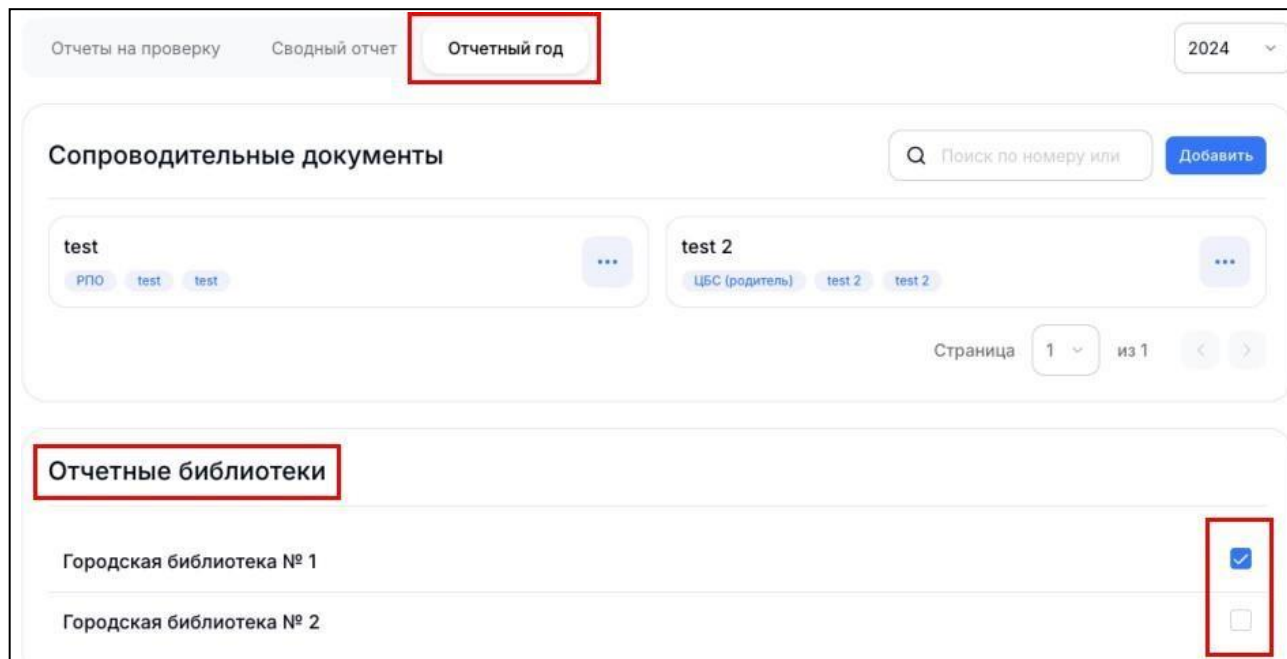 Отчеты на проверку Сводный отчет Отчетный год 2024
Сопроводительные документы Поиск по номеру или Добавить
test test 2
РПО test test ЦБС (родитель) test 2 test 2
Страница 1 из 1
Отчетные библиотеки
Городская библиотека № 1
Городская библиотека № 2